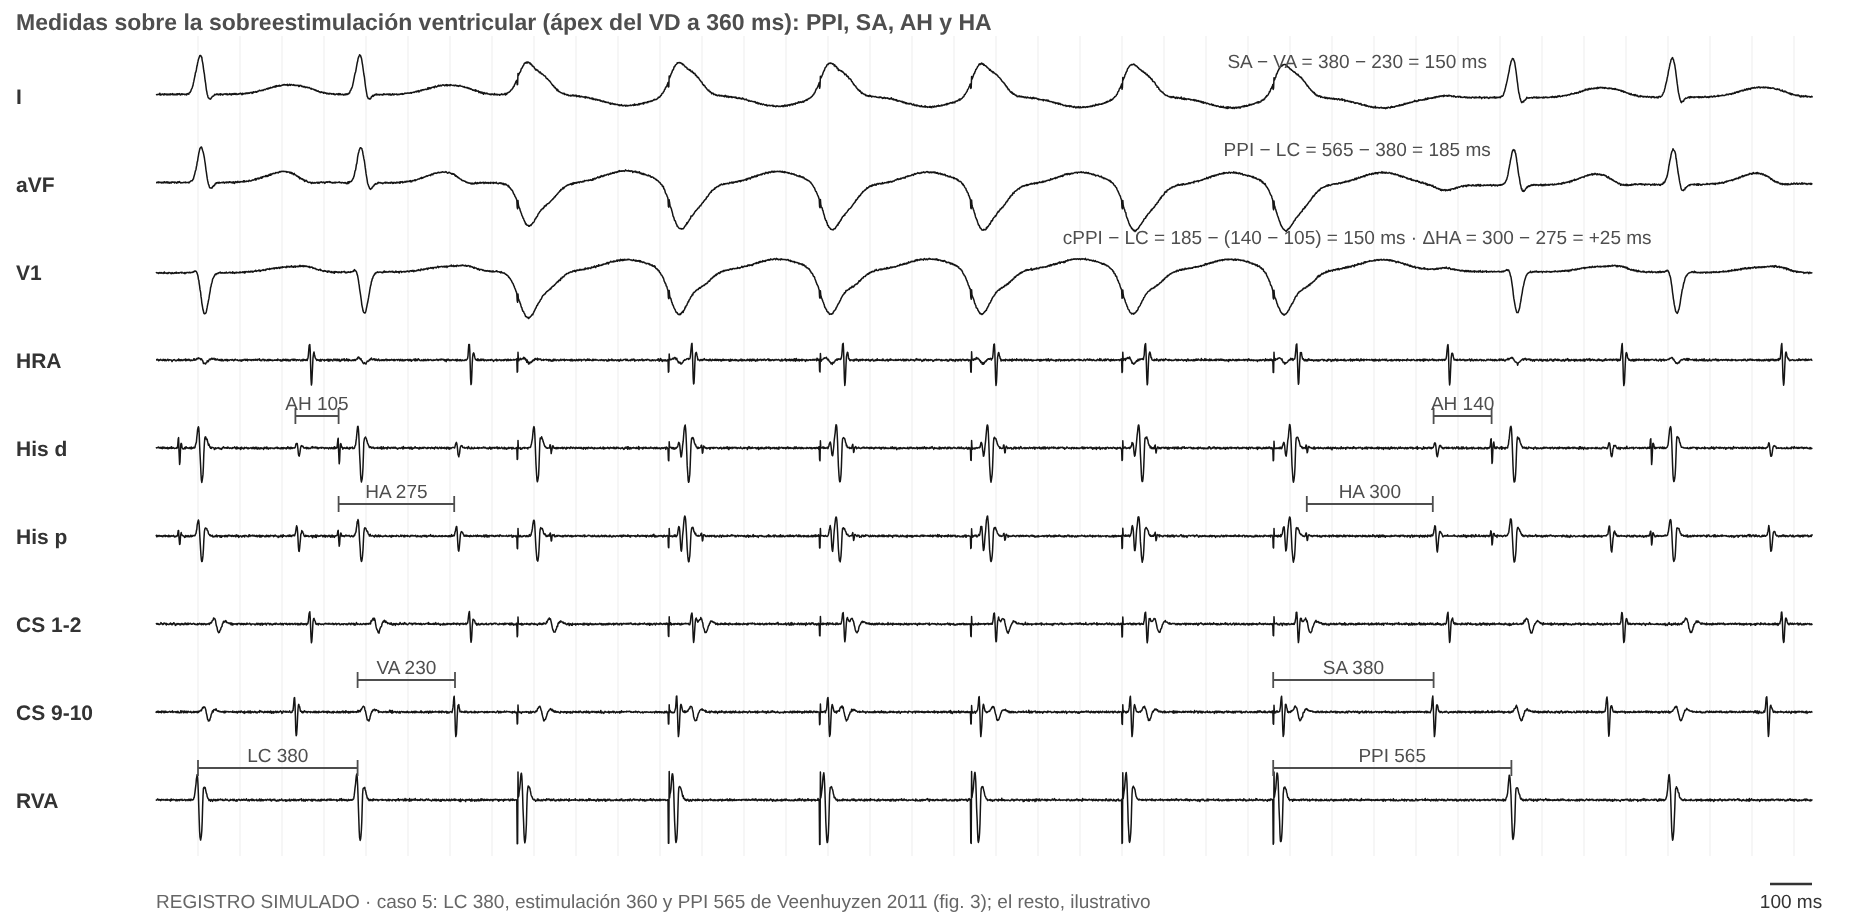 Medidas sobre la sobreestimulación ventricular (ápex del VD a 360 ms): PPI, SA, AH y HA
SA − VA = 380 − 230 = 150 ms
I
PPI − LC = 565 − 380 = 185 ms
aVF
cPPI − LC = 185 − (140 − 105) = 150 ms · ΔHA = 300 − 275 = +25 ms
V1
HRA
AH 105
AH 140
His d
HA 275
HA 300
His p
CS 1-2
VA 230
SA 380
CS 9-10
LC 380
PPI 565
RVA
REGISTRO SIMULADO · caso 5: LC 380, estimulación 360 y PPI 565 de Veenhuyzen 2011 (fig. 3); el resto, ilustrativo
100 ms